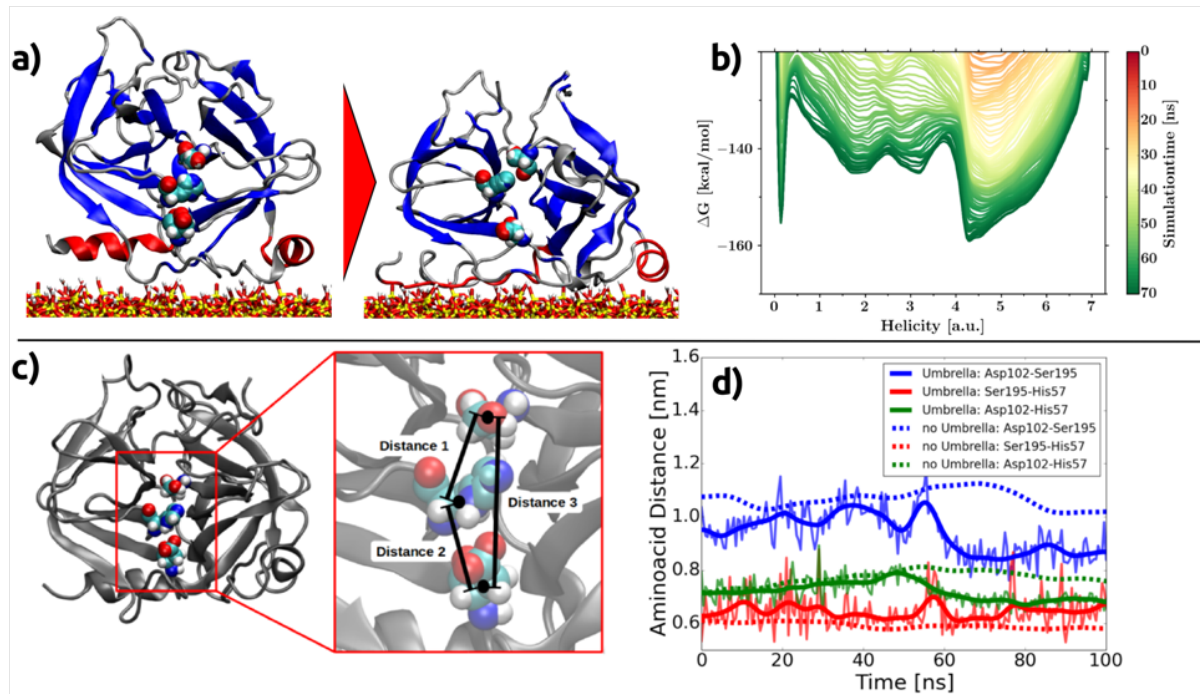 a)
b)
−140
−160
ΔG [kcal/mol]
0
1
2
3
4
5
6
7
Helicity [a.u.]
0
10
20
30
40
50
60
70
Simulationtime [ns]
c)
Distance 1
Distance 2
Distance 3
d)
1.6
1.4
1.2
1.0
0.8
0.6
Aminoacid Distance [nm]
Umbrella: Asp102-Ser195
Umbrella: Ser195-His57
Umbrella: Asp102-His57
no Umbrella: Asp102-Ser195
no Umbrella: Ser195-His57
no Umbrella: Asp102-His57
0
20
40
60
80
100
Time [ns]